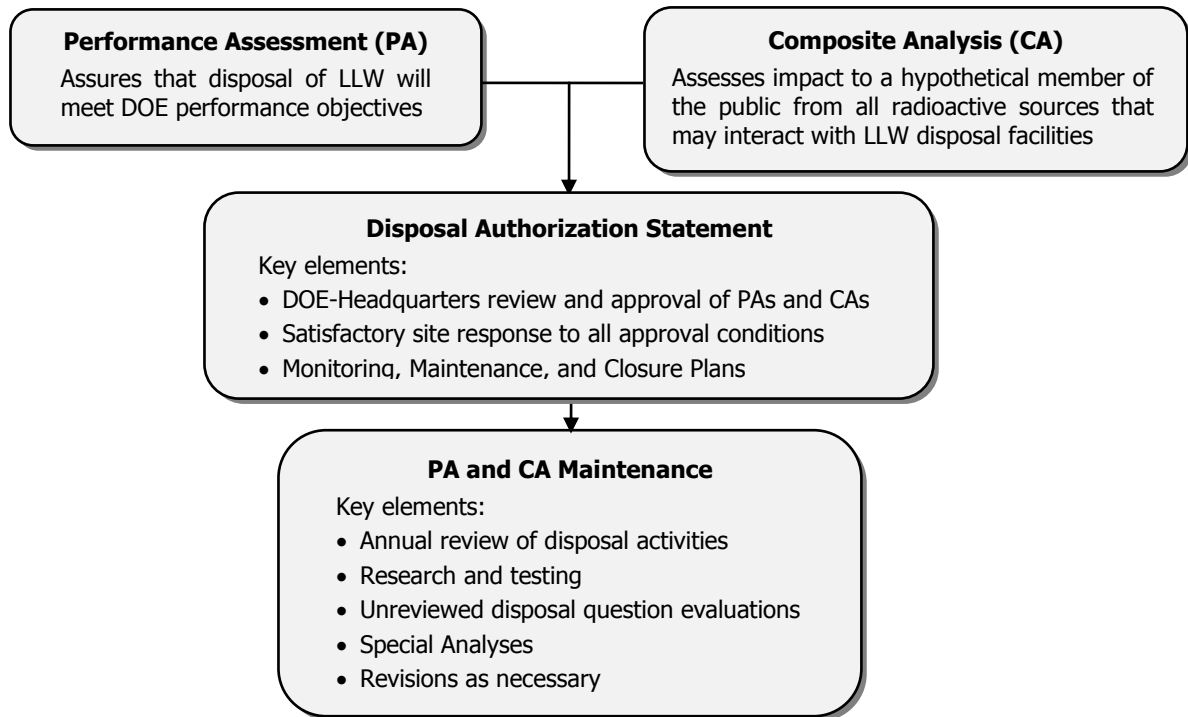 Performance Assessment (PA)
Assures that disposal of LLW will
meet DOE performance objectives
Composite Analysis (CA)
Assesses impact to a hypothetical member of
the public from all radioactive sources that
may interact with LLW disposal facilities
Disposal Authorization Statement
Key elements:
• DOE-Headquarters review and approval of PAs and CAs
• Satisfactory site response to all approval conditions
• Monitoring, Maintenance, and Closure Plans
PA and CA Maintenance
Key elements:
• Annual review of disposal activities
• Research and testing
• Unreviewed disposal question evaluations
• Special Analyses
• Revisions as necessary